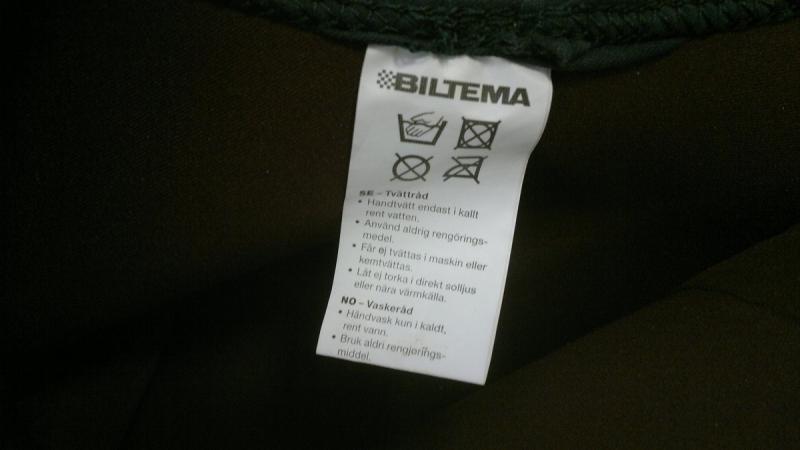 BILTEMA
SE – Tvättråd
• Handtvätt endast i kallt
rent vatten.
• Använd aldrig rengörings-
medel.
• Får ej tvättas i maskin eller
kemtvättas.
• Låt ej torka i direkt solljus
eller nära värmkälla.
NO – Vaskeråd
• Håndvask kun i kaldt,
rent vann.
• Bruk aldri rengjørings-
middel.